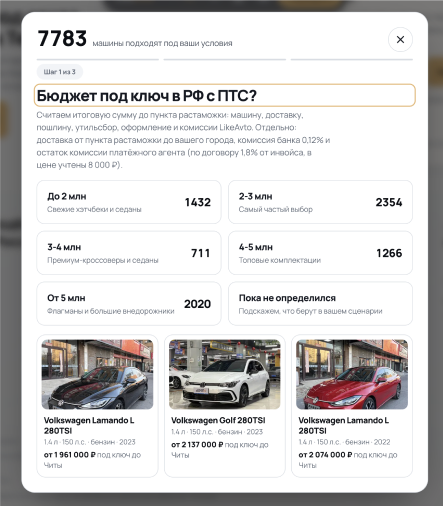 7783 машины подходят под ваши условия
Шаг 1 из 3
Бюджет под ключ в РФ с ПТС?
Считаем итоговую сумму до пункта растаможки: машину, доставку,
пошлину, утильсбор, оформление и комиссии LikeAvto. Отдельно:
доставка от пункта растаможки до вашего города, комиссия банка 0,12% и
остаток комиссии платёжного агента (по договору 1,8% от инвойса, в
цене учтены 8 000 ₽).
До 2 млн
Свежие хэтчбеки и седаны
1432
2-3 млн
Самый частый выбор
2354
3-4 млн
Премиум-кроссоверы и седаны
711
4-5 млн
Топовые комплектации
1266
От 5 млн
Флагманы и большие внедорожники
2020
Пока не определился
Подскажем, что берут в вашем сценарии
Volkswagen Lamando L
280TSI
1.4 л · 150 л.с. · бензин · 2023
от 1 961 000 ₽ под ключ до
Читы
Volkswagen Golf 280TSI
1.4 л · 150 л.с. · бензин · 2023
от 2 137 000 ₽ под ключ до
Читы
Volkswagen Lamando L
280TSI
1.4 л · 150 л.с. · бензин · 2022
от 2 074 000 ₽ под ключ до
Читы